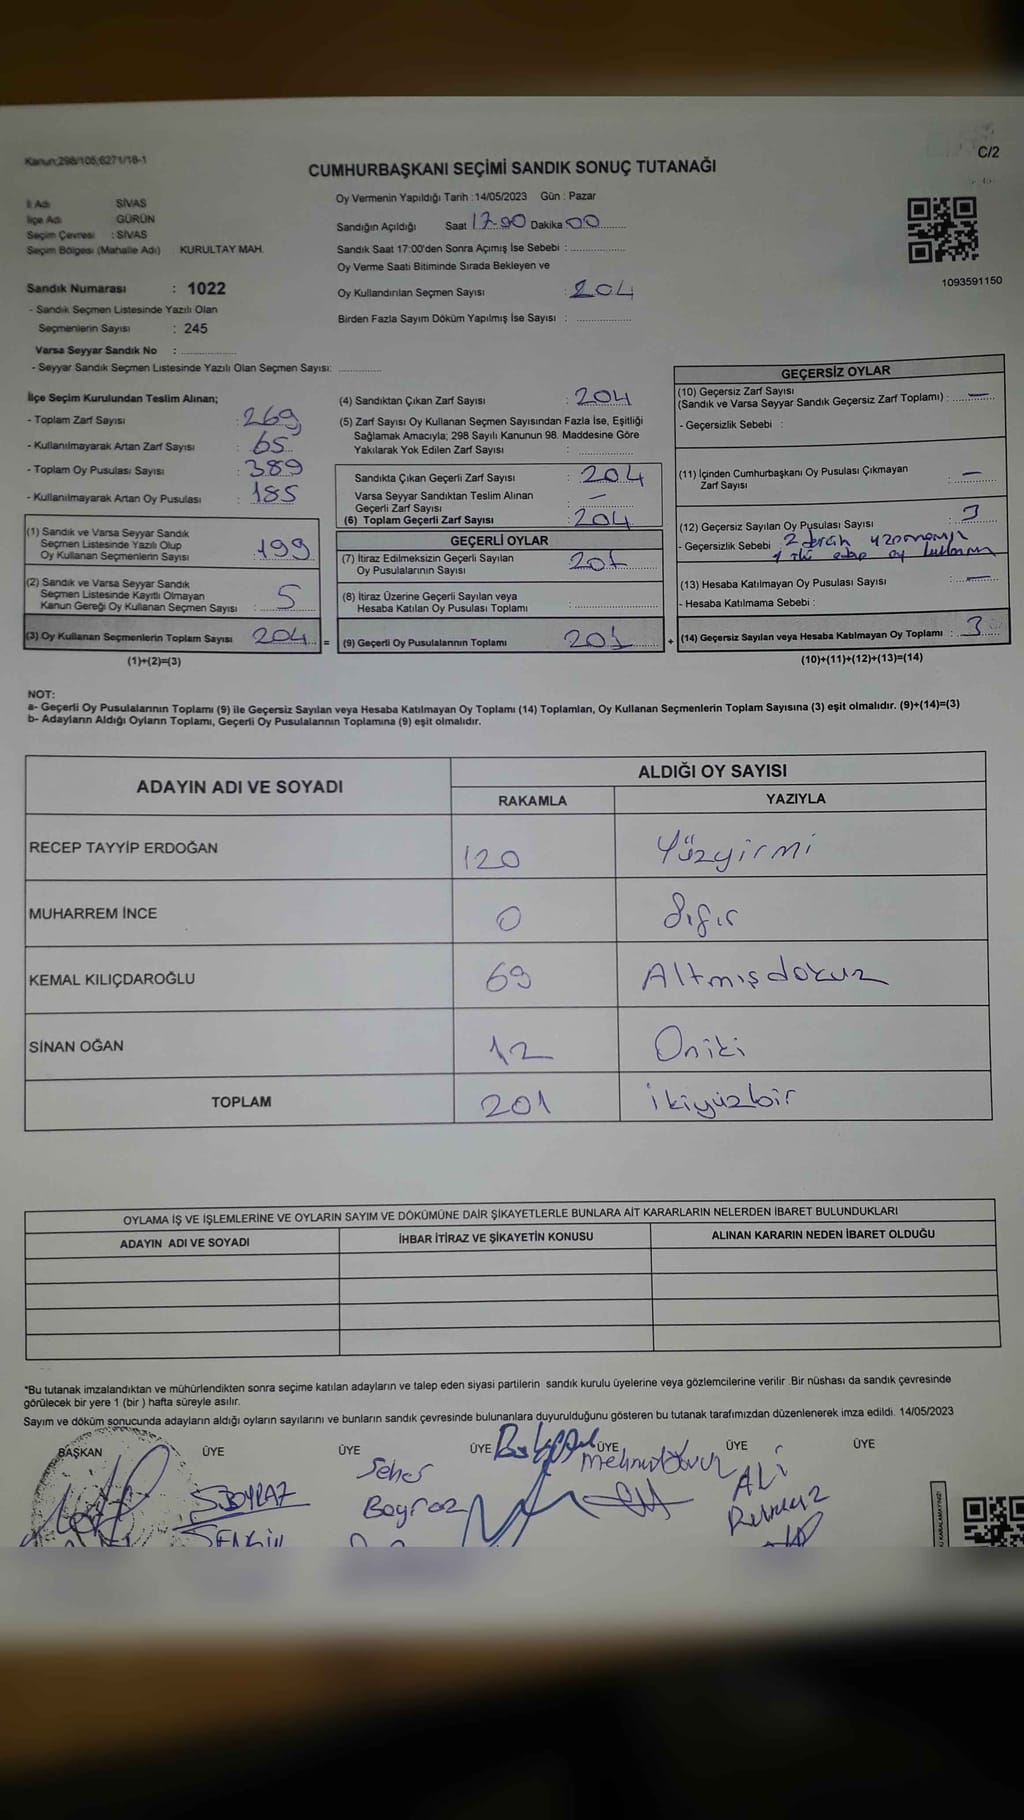 Kanun;298/105;6271/18-1
C/2
CUMHURBAŞKANI SEÇİMİ SANDIK SONUÇ TUTANAĞI
İl Adı SİVAS
İlçe Adı GÜRÜN
Seçim Çevresi : SİVAS
Seçim Bölgesi (Mahalle Adı) KURULTAY MAH.
Sandık Numarası : 1022
- Sandık Seçmen Listesinde Yazılı Olan
Seçmenlerin Sayısı : 245
Varsa Seyyar Sandık No :
- Seyyar Sandık Seçmen Listesinde Yazılı Olan Seçmen Sayısı:
Oy Vermenin Yapıldığı Tarih :14/05/2023 Gün : Pazar
Sandığın Açıldığı Saat 17.00 Dakika 00
Sandık Saat 17:00'den Sonra Açımış İse Sebebi :
Oy Verme Saati Bitiminde Sırada Bekleyen ve
Oy Kullandırılan Seçmen Sayısı : 204
Birden Fazla Sayım Döküm Yapılmış İse Sayısı :
1093591150
İlçe Seçim Kurulundan Teslim Alınan;
- Toplam Zarf Sayısı : 269
- Kullanılmayarak Artan Zarf Sayısı : 65
- Toplam Oy Pusulası Sayısı : 389
- Kullanılmayarak Artan Oy Pusulası : 185
(1) Sandık ve Varsa Seyyar Sandık
Seçmen Listesinde Yazılı Olup
Oy Kullanan Seçmenlerin Sayısı : 199
(2) Sandık ve Varsa Seyyar Sandık
Seçmen Listesinde Kayıtlı Olmayan
Kanun Gereği Oy Kullanan Seçmen Sayısı : 5
(3) Oy Kullanan Seçmenlerin Toplam Sayısı 204 =
(1)+(2)=(3)
(4) Sandıktan Çıkan Zarf Sayısı : 204
(5) Zarf Sayısı Oy Kullanan Seçmen Sayısından Fazla İse, Eşitliği
Sağlamak Amacıyla; 298 Sayılı Kanunun 98. Maddesine Göre
Yakılarak Yok Edilen Zarf Sayısı :
Sandıkta Çıkan Geçerli Zarf Sayısı : 204
Varsa Seyyar Sandıktan Teslim Alınan
Geçerli Zarf Sayısı : —
(6) Toplam Geçerli Zarf Sayısı : 204
GEÇERLİ OYLAR
(7) İtiraz Edilmeksizin Geçerli Sayılan
Oy Pusulalarının Sayısı : 201
(8) İtiraz Üzerine Geçerli Sayılan veya
Hesaba Katılan Oy Pusulası Toplamı :
(9) Geçerli Oy Pusulalarının Toplamı 201 +
GEÇERSİZ OYLAR
(10) Geçersiz Zarf Sayısı
(Sandık ve Varsa Seyyar Sandık Geçersiz Zarf Toplamı) : —
- Geçersizlik Sebebi :
(11) İçinden Cumhurbaşkanı Oy Pusulası Çıkmayan
Zarf Sayısı : —
(12) Geçersiz Sayılan Oy Pusulası Sayısı : 3
- Geçersizlik Sebebi
(13) Hesaba Katılmayan Oy Pusulası Sayısı : —
- Hesaba Katılmama Sebebi :
(14) Geçersiz Sayılan veya Hesaba Katılmayan Oy Toplamı : 3
(10)+(11)+(12)+(13)=(14)
NOT:
a- Geçerli Oy Pusulalarının Toplamı (9) ile Geçersiz Sayılan veya Hesaba Katılmayan Oy Toplamı (14) Toplamları, Oy Kullanan Seçmenlerin Toplam Sayısına (3) eşit olmalıdır. (9)+(14)=(3)
b- Adayların Aldığı Oyların Toplamı, Geçerli Oy Pusulalarının Toplamına (9) eşit olmalıdır.
ADAYIN ADI VE SOYADI
ALDIĞI OY SAYISI
RAKAMLA YAZIYLA
RECEP TAYYİP ERDOĞAN 120 Yüzyirmi
MUHARREM İNCE 0 Sıfır
KEMAL KILIÇDAROĞLU 69 Altmışdokuz
SİNAN OĞAN 12 Oniki
TOPLAM 201 ikiyüzbir
OYLAMA İŞ VE İŞLEMLERİNE VE OYLARIN SAYIM VE DÖKÜMÜNE DAİR ŞİKAYETLERLE BUNLARA AİT KARARLARIN NELERDEN İBARET BULUNDUKLARI
ADAYIN ADI VE SOYADI İHBAR İTİRAZ VE ŞİKAYETİN KONUSU ALINAN KARARIN NEDEN İBARET OLDUĞU
*Bu tutanak imzalandıktan ve mühürlendikten sonra seçime katılan adayların ve talep eden siyasi partilerin sandık kurulu üyelerine veya gözlemcilerine verilir .Bir nüshası da sandık çevresinde
görülecek bir yere 1 (bir ) hafta süreyle asılır.
Sayım ve döküm sonucunda adayların aldığı oyların sayılarını ve bunların sandık çevresinde bulunanlara duyurulduğunu gösteren bu tutanak tarafımızdan düzenlenerek imza edildi. 14/05/2023
BAŞKAN ÜYE ÜYE ÜYE ÜYE ÜYE ÜYE
S.BOYRAZ
Seher
Boyraz
Mehmet
ALİ